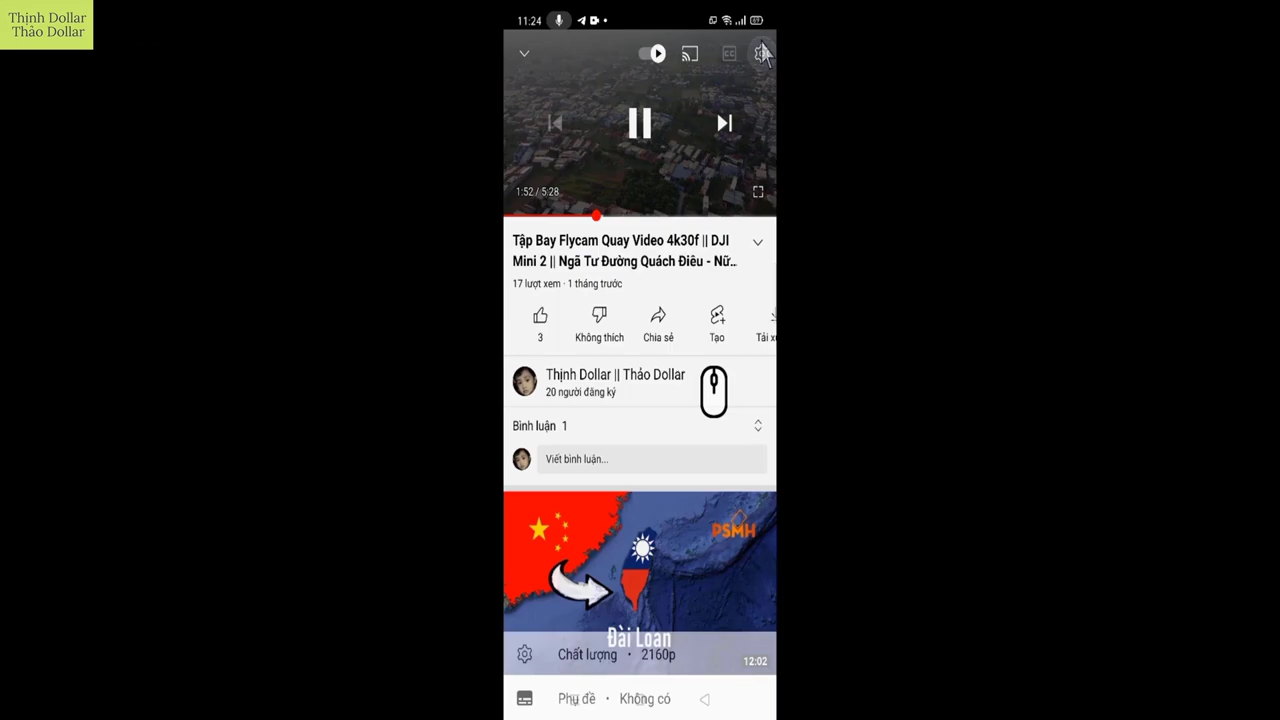 Thịnh Dollar
Thảo Dollar
11:24
CC
1:52 / 5:28
Tập Bay Flycam Quay Video 4k30f || DJI
Mini 2 || Ngã Tư Đường Quách Điêu - Nữ...
17 lượt xem · 1 tháng trước
3
Không thích
Chia sẻ
Tạo
Tải x
Thịnh Dollar || Thảo Dollar
20 người đăng ký
Bình luận 1
Viết bình luận...
PSMH
Đài Loan
Chất lượng · 2160p
12:02
Phụ đề · Không có